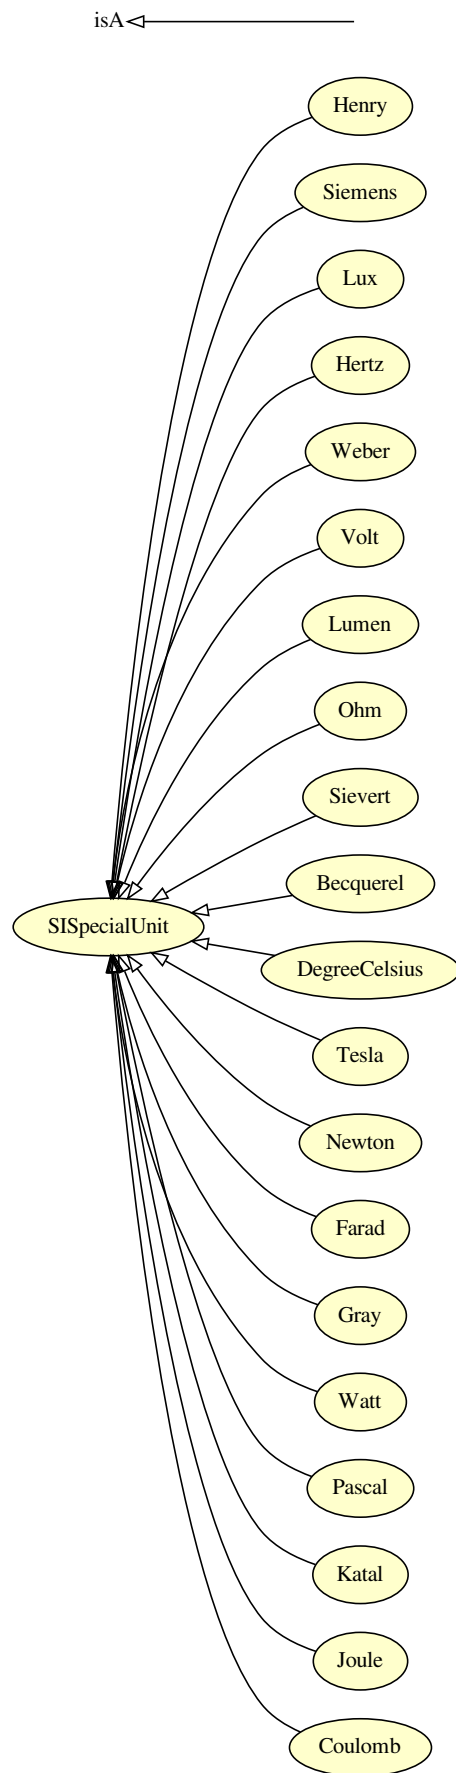 isA
Henry
Siemens
Lux
Hertz
Weber
Volt
Lumen
Ohm
Sievert
Becquerel
SISpecialUnit
DegreeCelsius
Tesla
Newton
Farad
Gray
Watt
Pascal
Katal
Joule
Coulomb